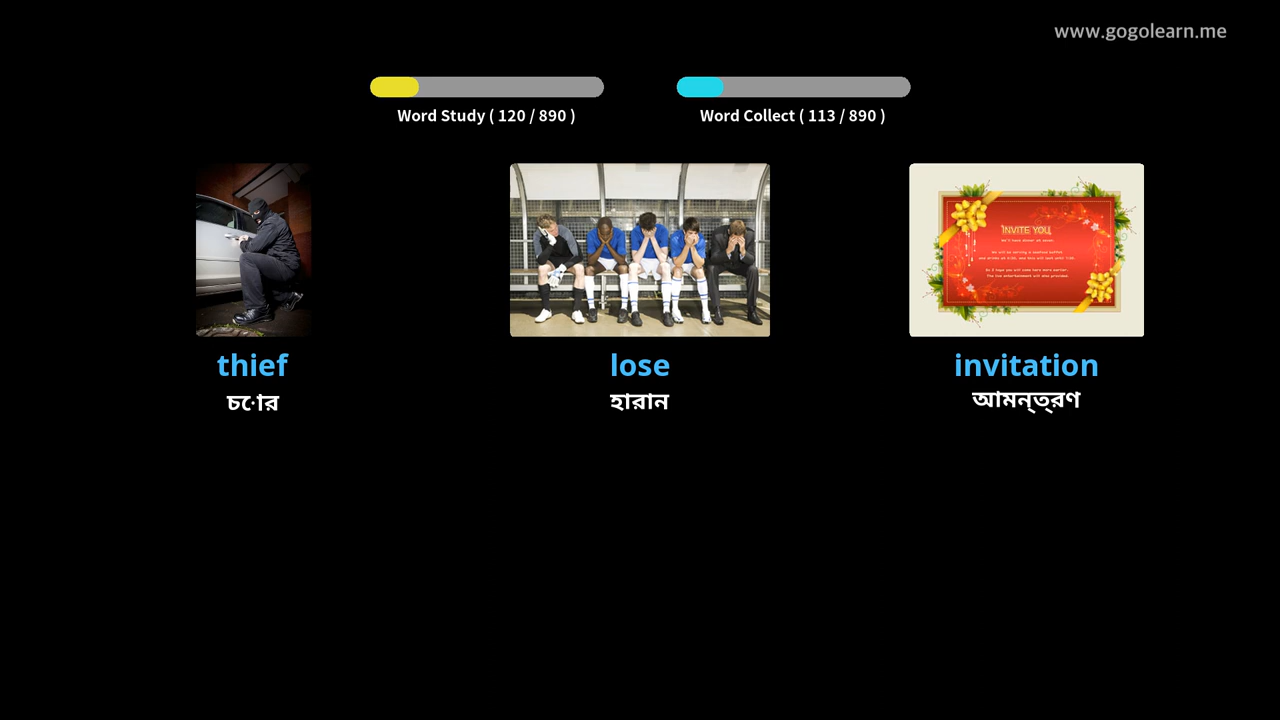 www.gogolearn.me
Word Study ( 120 / 890 )
Word Collect ( 113 / 890 )
INVITE YOU
thief
lose
invitation
চোর
হারান
আমন্ত্রণ